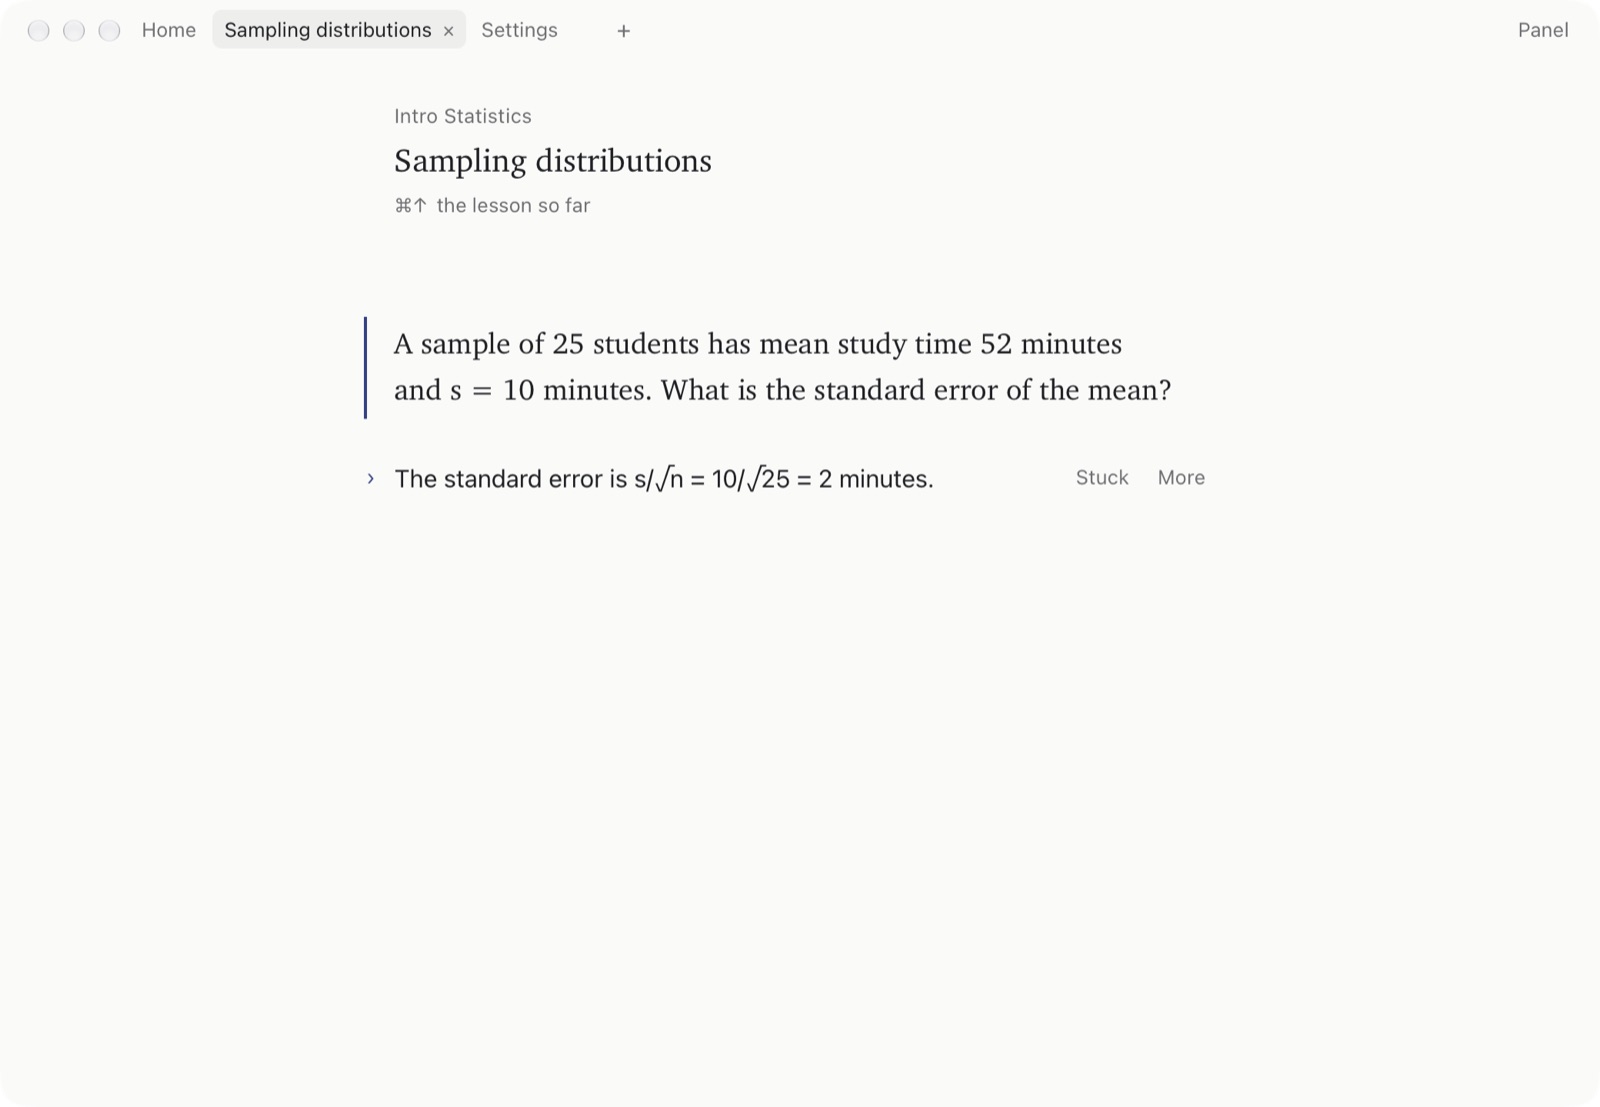 Home Sampling distributions × Settings + Panel
Intro Statistics
Sampling distributions
⌘↑ the lesson so far
A sample of 25 students has mean study time 52 minutes
and s = 10 minutes. What is the standard error of the mean?
› The standard error is s/√n = 10/√25 = 2 minutes. Stuck More